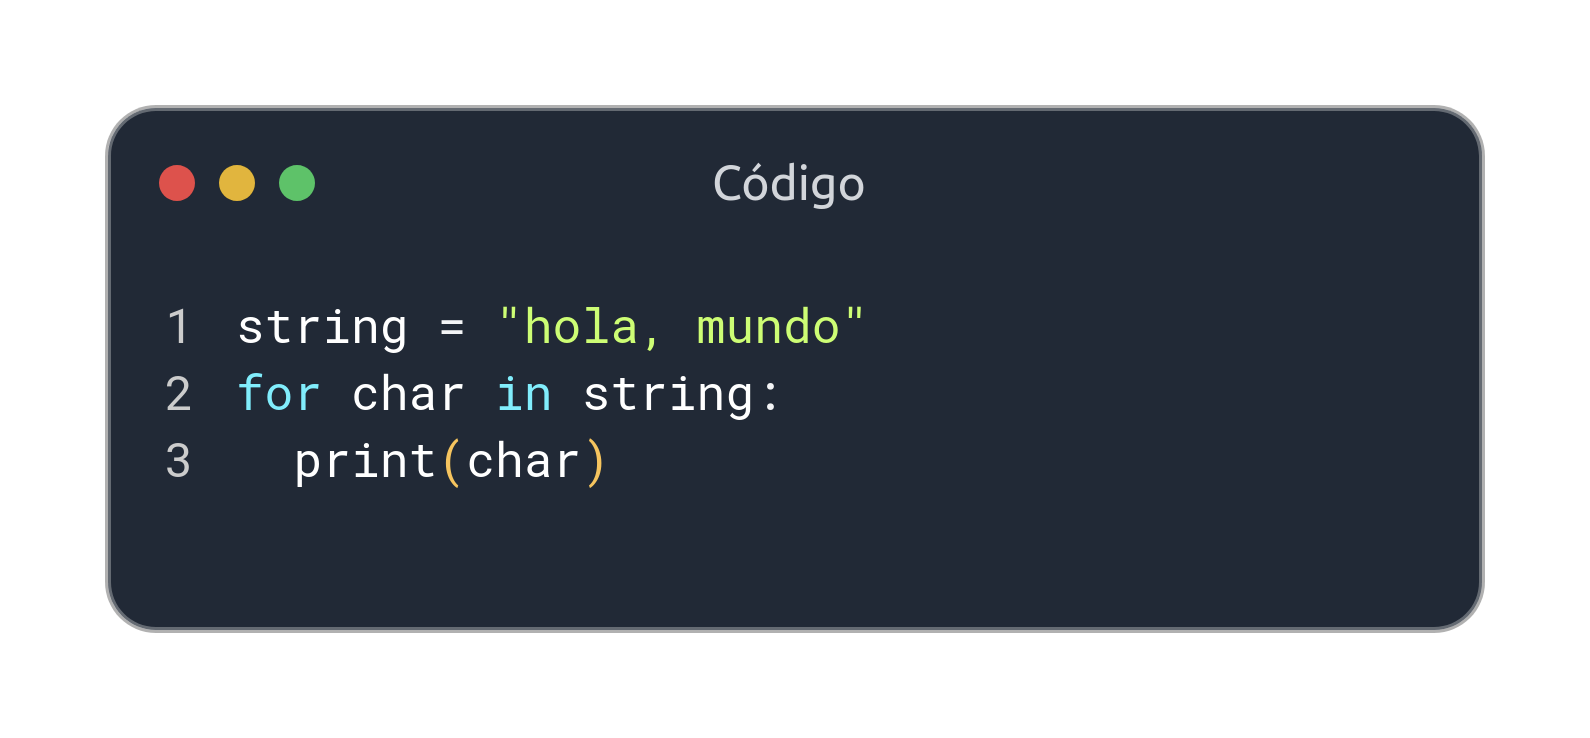 Código
1 string = "hola, mundo"
2 for char in string:
3   print(char)